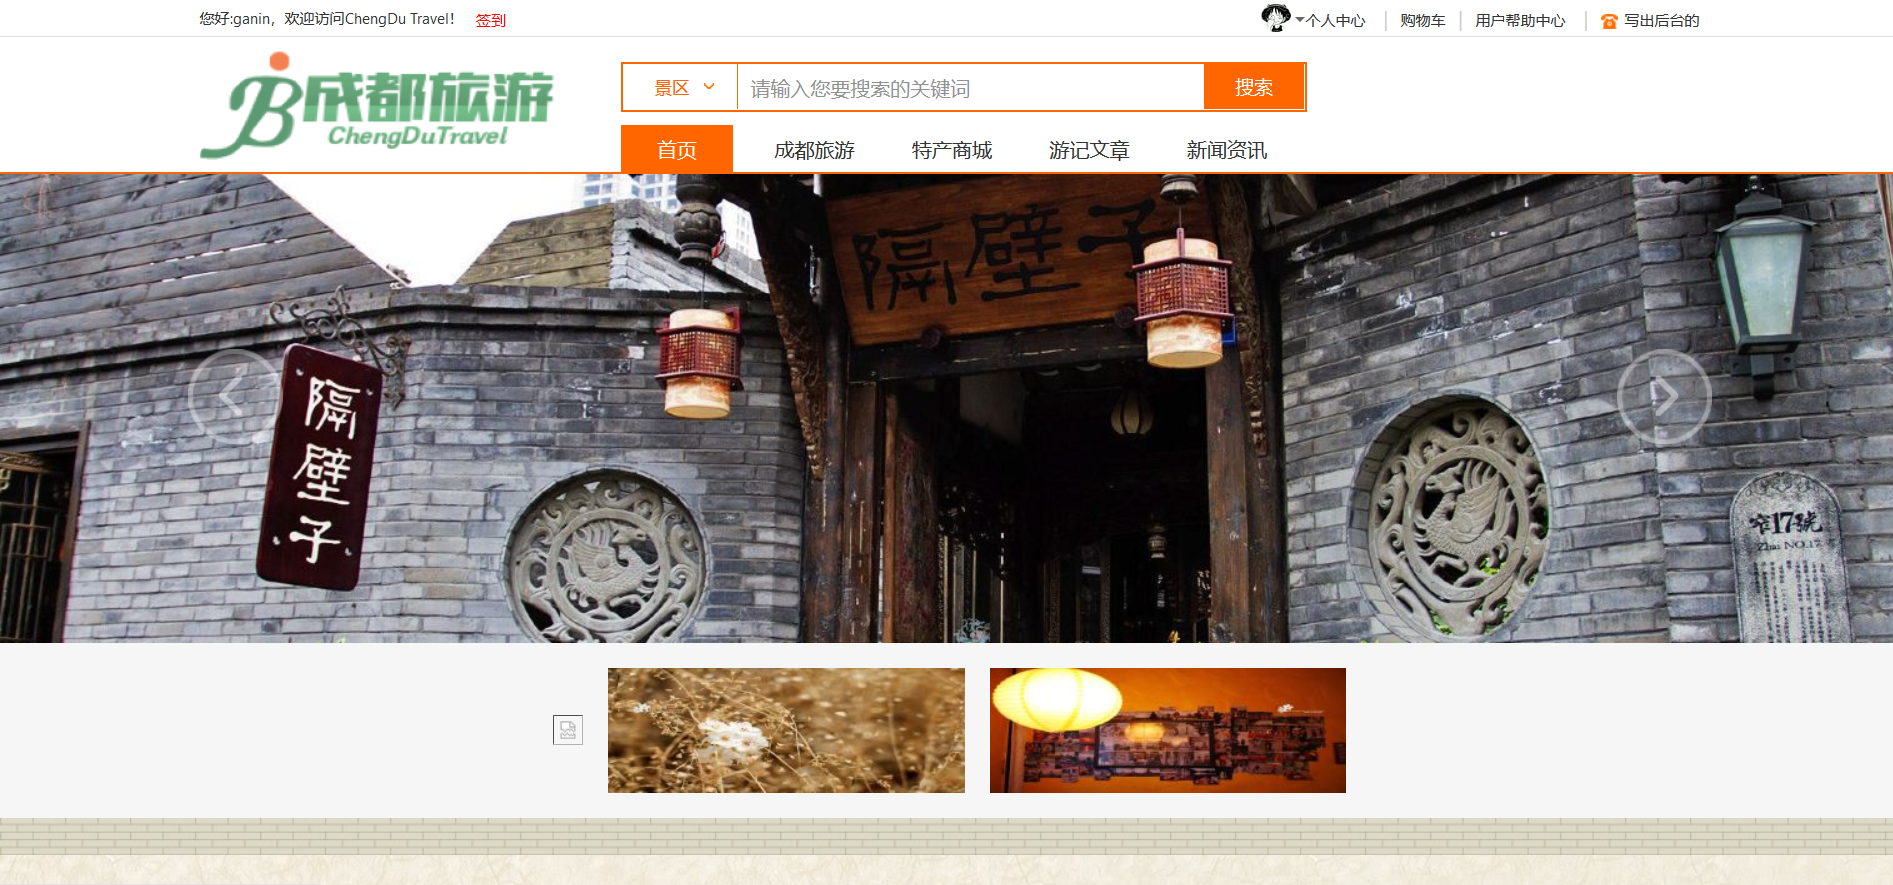 您好:ganin，欢迎访问ChengDu Travel！ 签到
个人中心 购物车 用户帮助中心 写出后台的
成都旅游
ChengDuTravel
景区 请输入您要搜索的关键词 搜索
首页 成都旅游 特产商城 游记文章 新闻资讯
隔壁子
隔壁子
窄17號
Zhai NO.17